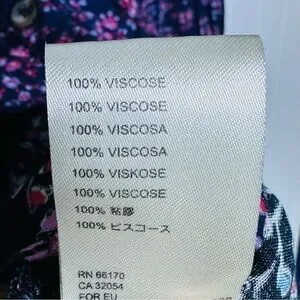 100% VISCOSE
100% VISCOSE
100% VISCOSA
100% VISCOSA
100% VISKOSE
100% VISCOSE
100% 粘膠
100% ビスコース
RN 66170
CA 32054
FOR EU